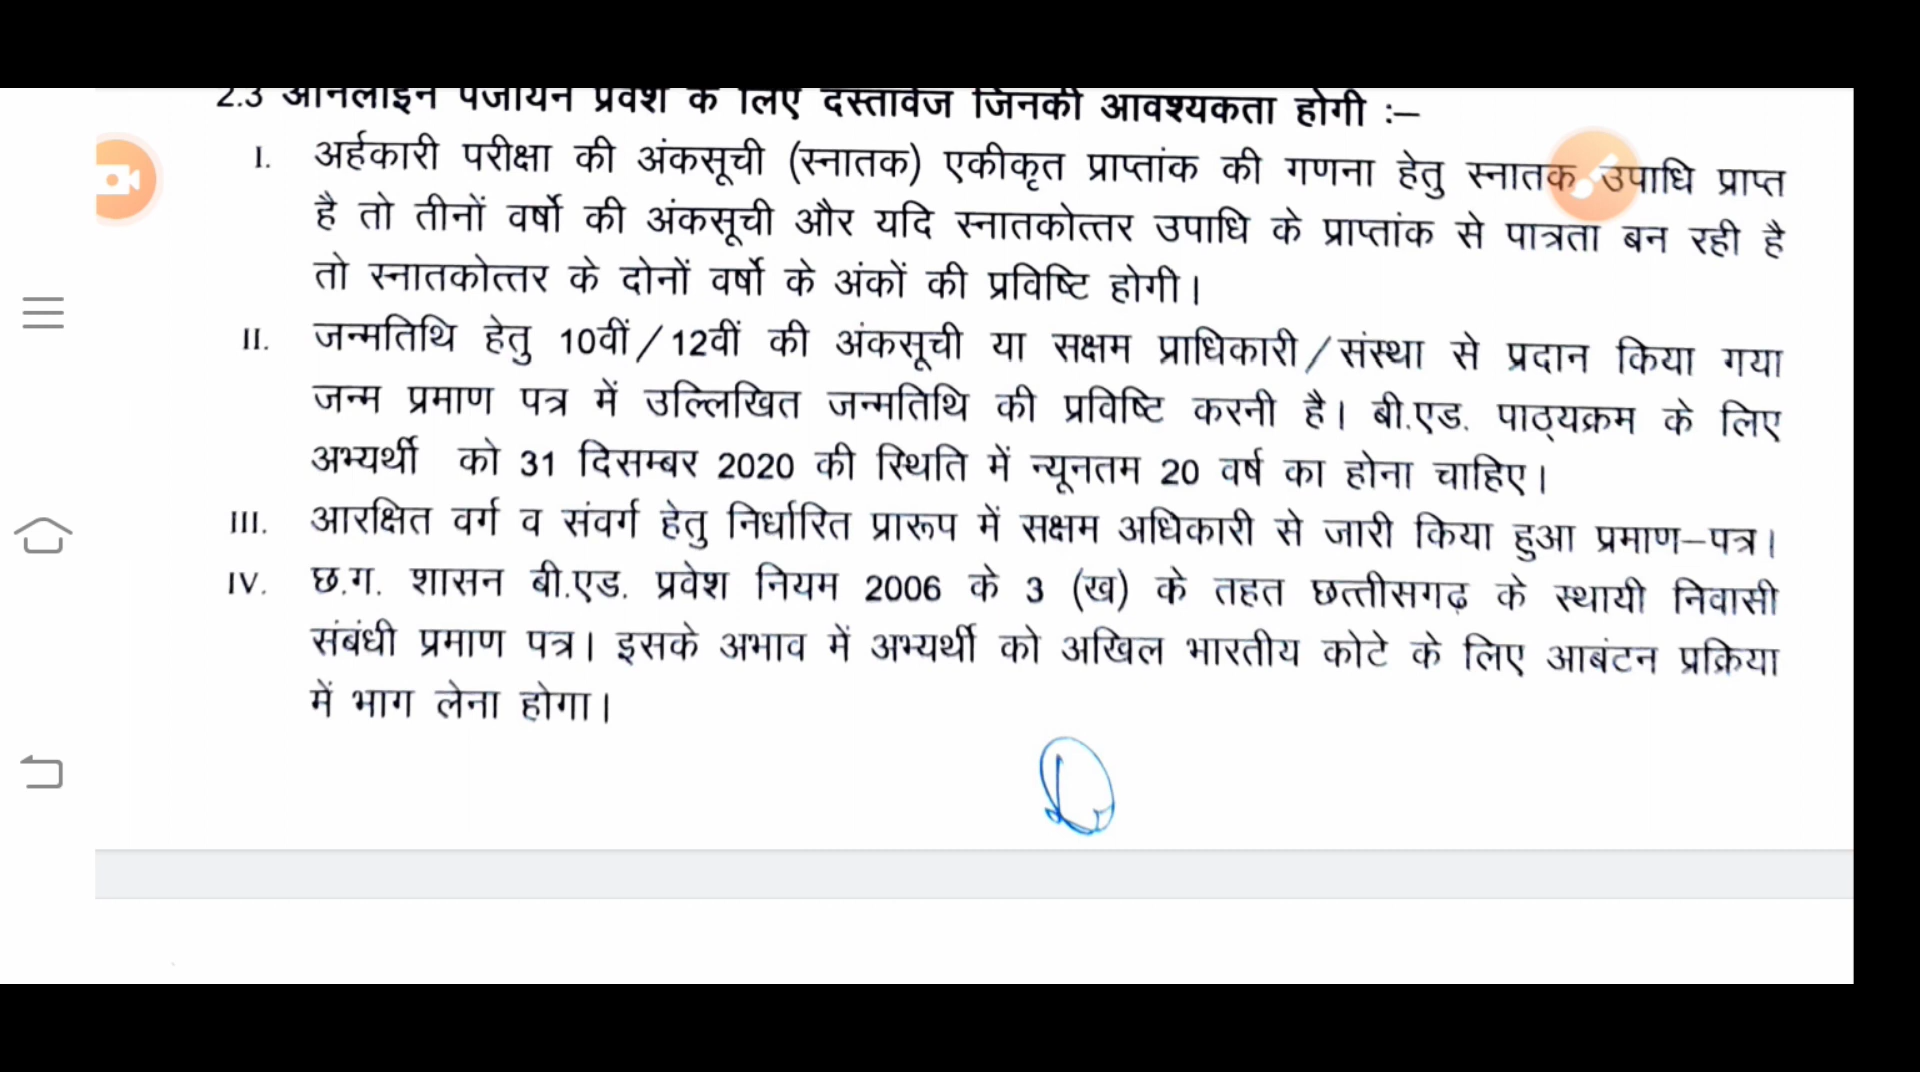 2.3 ऑनलाइन पंजीयन प्रवेश के लिए दस्तावेज जिनकी आवश्यकता होगी :–
I. अर्हकारी परीक्षा की अंकसूची (स्नातक) एकीकृत प्राप्तांक की गणना हेतु स्नातक उपाधि प्राप्त
है तो तीनों वर्षो की अंकसूची और यदि स्नातकोत्तर उपाधि के प्राप्तांक से पात्रता बन रही है
तो स्नातकोत्तर के दोनों वर्षो के अंकों की प्रविष्टि होगी।
II. जन्मतिथि हेतु 10वीं/12वीं की अंकसूची या सक्षम प्राधिकारी/संस्था से प्रदान किया गया
जन्म प्रमाण पत्र में उल्लिखित जन्मतिथि की प्रविष्टि करनी है। बी.एड. पाठ्यक्रम के लिए
अभ्यर्थी को 31 दिसम्बर 2020 की स्थिति में न्यूनतम 20 वर्ष का होना चाहिए।
III. आरक्षित वर्ग व संवर्ग हेतु निर्धारित प्रारूप में सक्षम अधिकारी से जारी किया हुआ प्रमाण–पत्र।
IV. छ.ग. शासन बी.एड. प्रवेश नियम 2006 के 3 (ख) के तहत छत्तीसगढ़ के स्थायी निवासी
संबंधी प्रमाण पत्र। इसके अभाव में अभ्यर्थी को अखिल भारतीय कोटे के लिए आबंटन प्रक्रिया
में भाग लेना होगा।